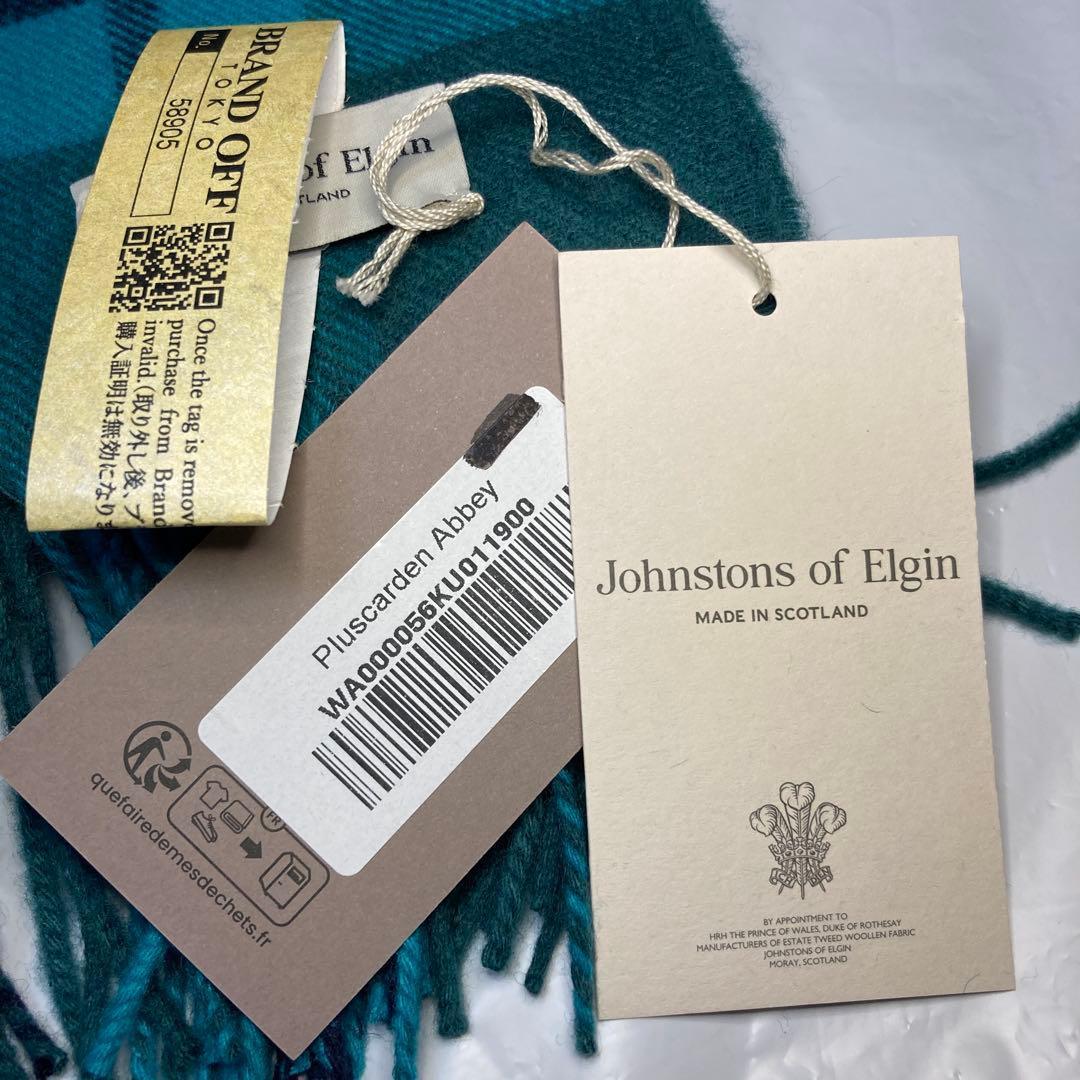 BRAND OFF
TOKYO
No.
58905
Once the tag is remov
purchase from Brand
invalid.(取り外し後、ブ
購入証明は無効になりま
of Elgin
TLAND
Pluscarden Abbey
WA000056KU011900
FR
quefairedemesdechets.fr
Johnstons of Elgin
MADE IN SCOTLAND
BY APPOINTMENT TO
HRH THE PRINCE OF WALES, DUKE OF ROTHESAY
MANUFACTURERS OF ESTATE TWEED WOOLLEN FABRIC
JOHNSTONS OF ELGIN
MORAY, SCOTLAND